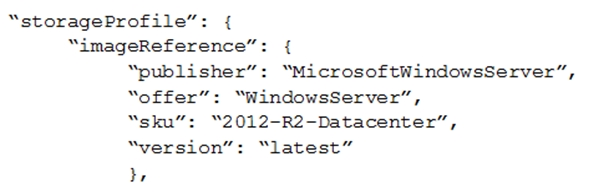 “storageProfile”: {
“imageReference”: {
“publisher”: “MicrosoftWindowsServer”,
“offer”: “WindowsServer”,
“sku”: “2012-R2-Datacenter”,
“version”: “latest”
},